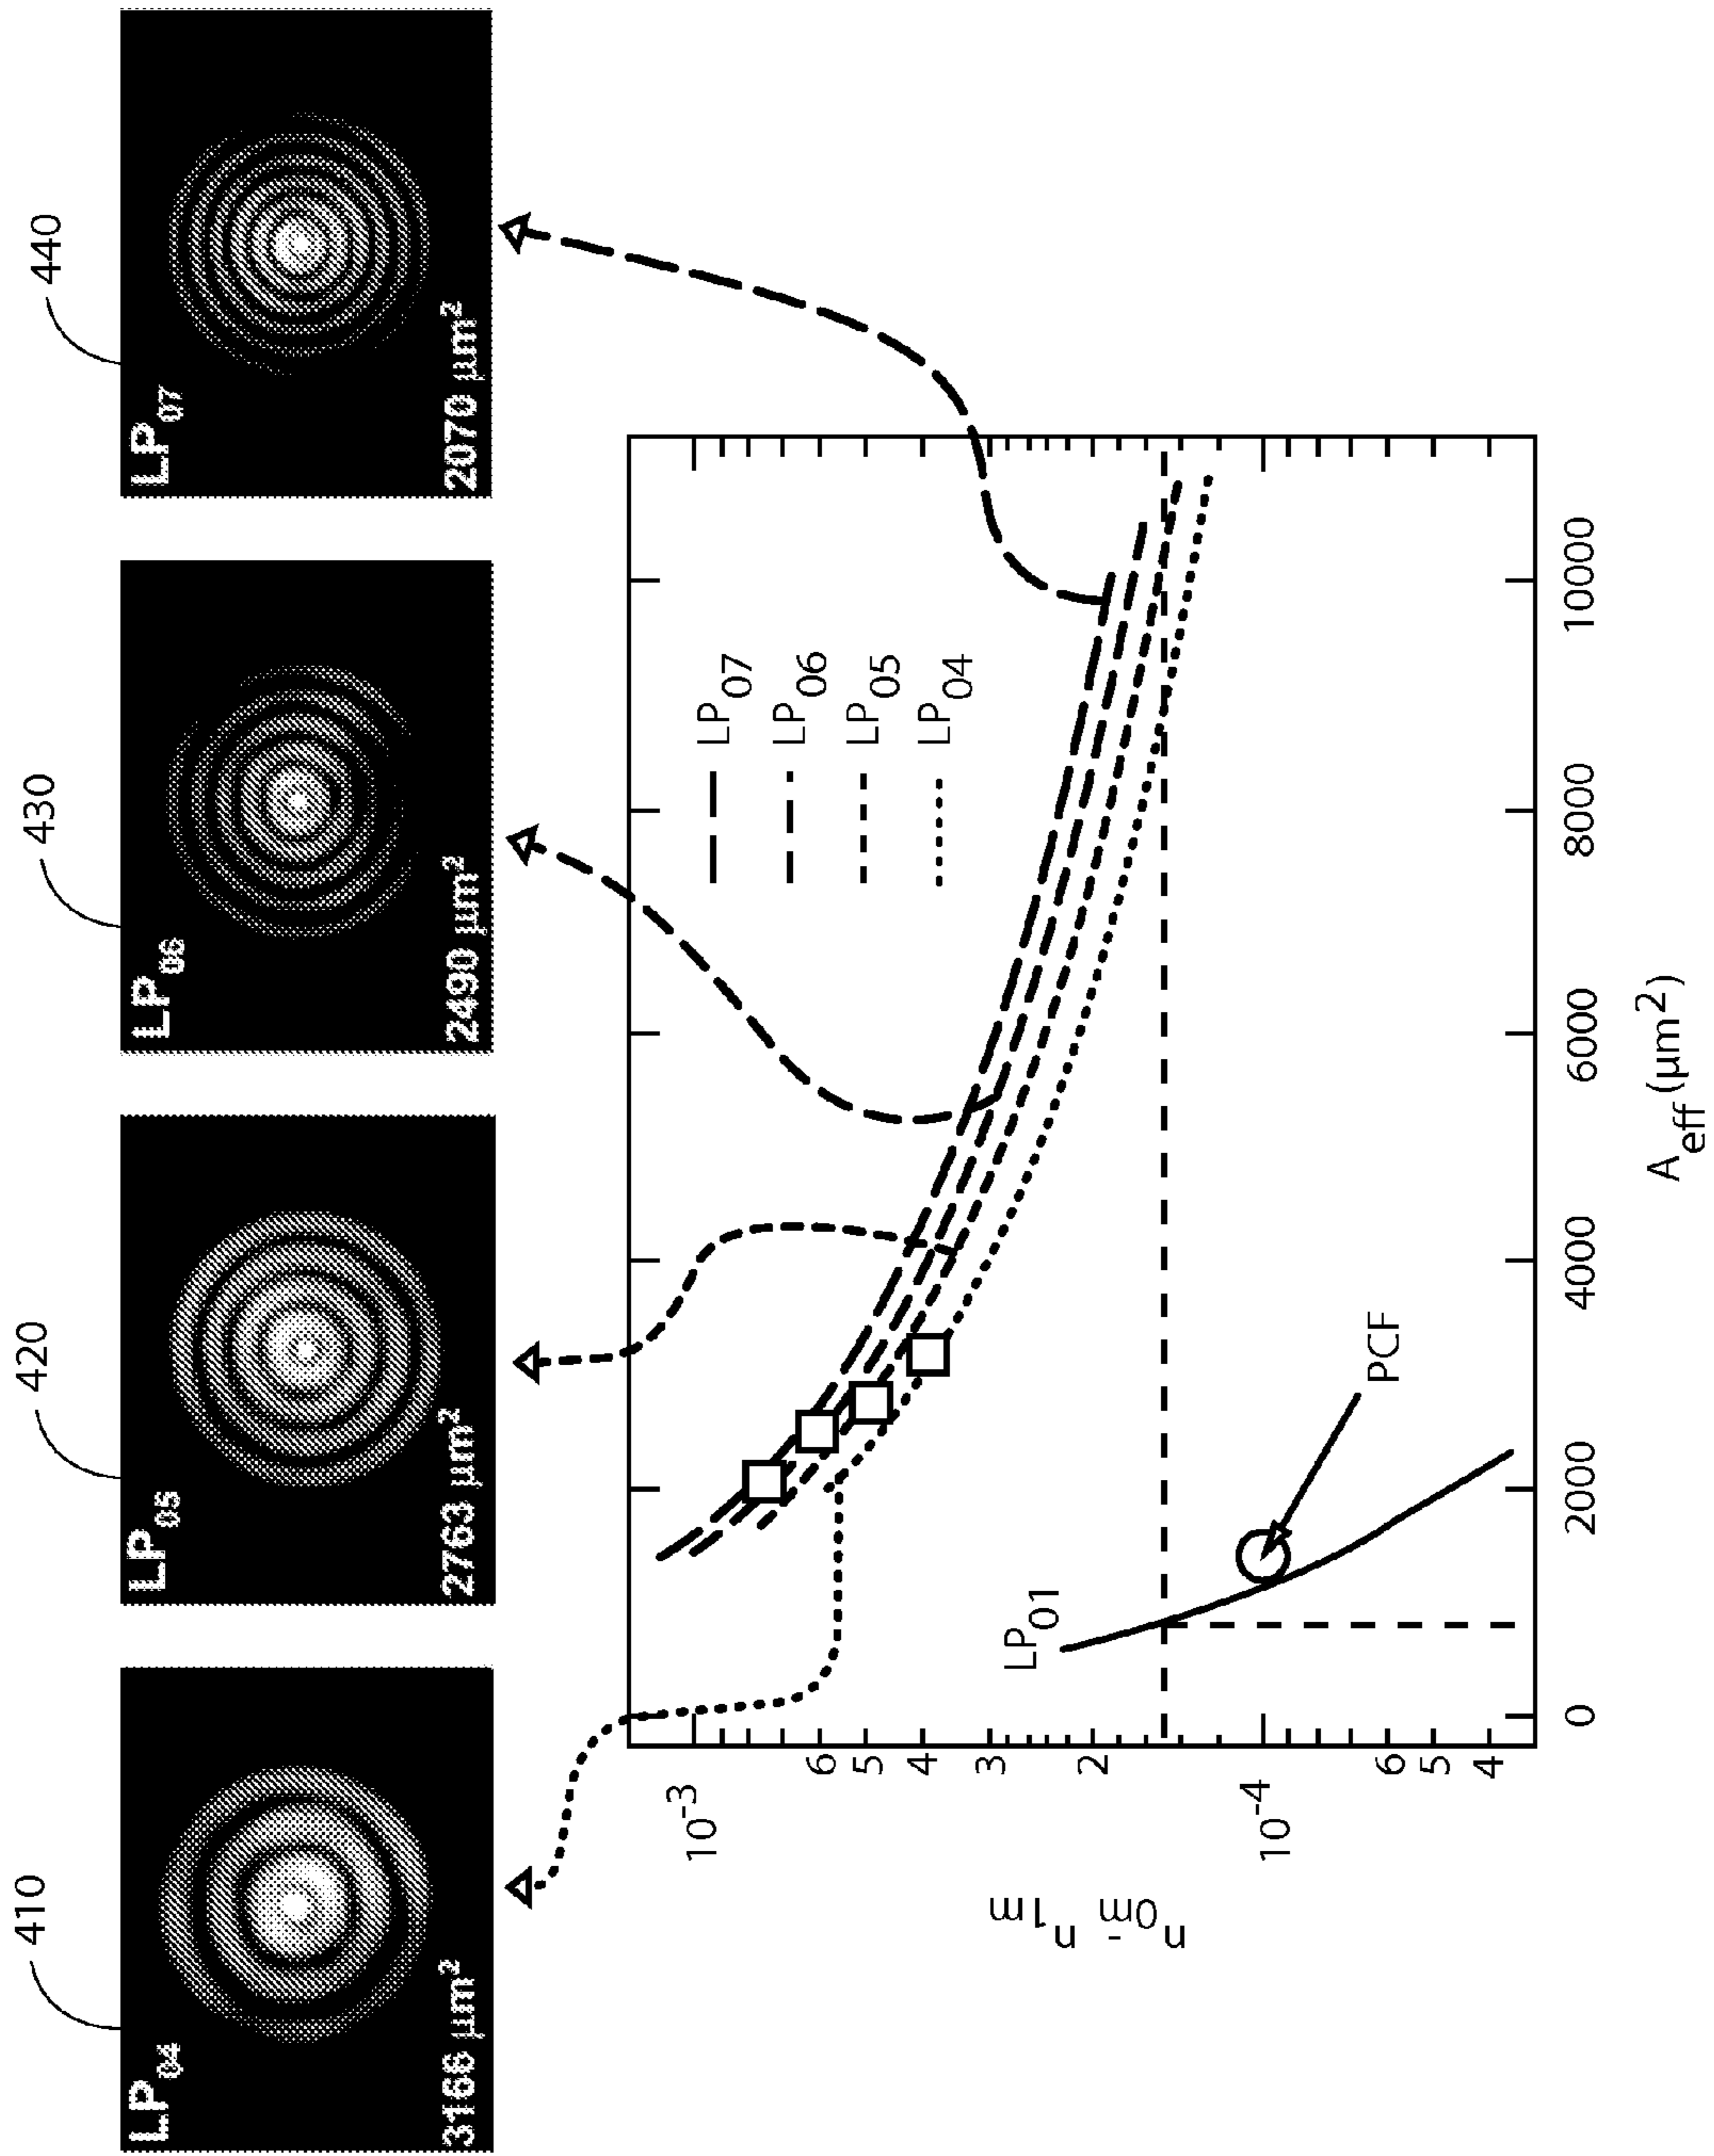 410
420
430
440
LP04
LP05
LP06
LP07
3168 µm2
2763 µm2
2490 µm2
2070 µm2
LP07
LP06
LP05
LP04
LP01
PCF
n0m- n1m
10-3
6
5
4
3
2
10-4
6
5
4
0
2000
4000
6000
8000
10000
Aeff (µm2)